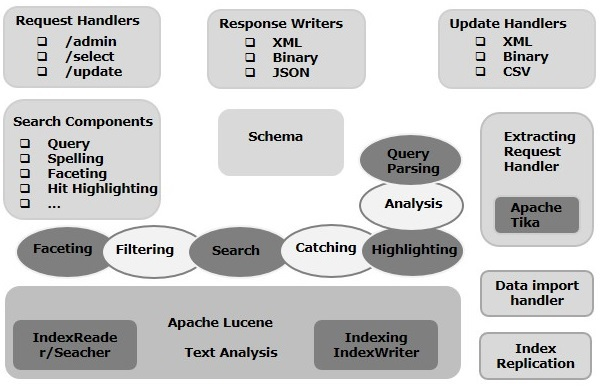 Request Handlers
❑ /admin
❑ /select
❑ /update
Response Writers
❑ XML
❑ Binary
❑ JSON
Update Handlers
❑ XML
❑ Binary
❑ CSV
Search Components
❑ Query
❑ Spelling
❑ Faceting
❑ Hit Highlighting
❑ ...
Schema
Query
Parsing
Analysis
Extracting
Request
Handler
Apache
Tika
Faceting
Filtering
Search
Catching
Highlighting
Data import
handler
Apache Lucene
Text Analysis
IndexReade
r/Seacher
Indexing
IndexWriter
Index
Replication